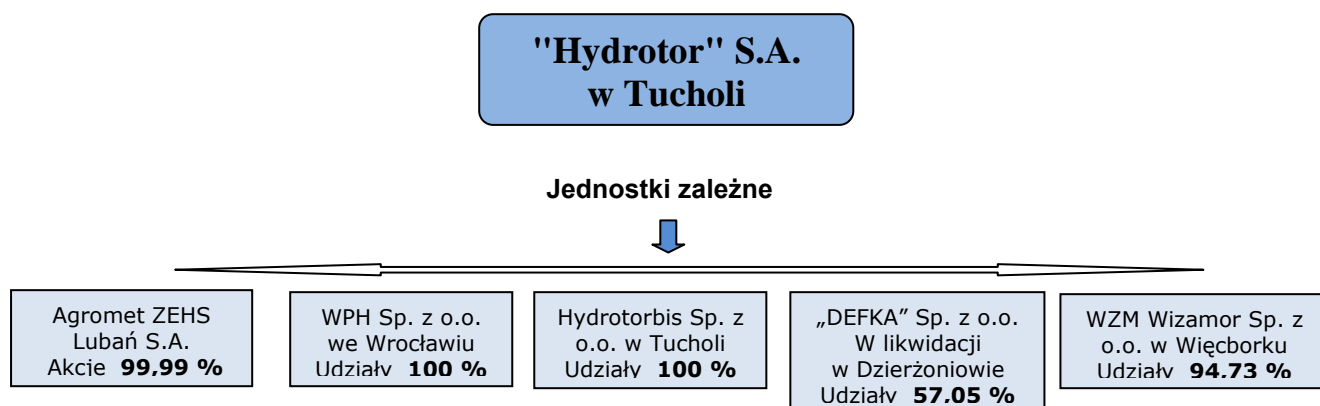 "Hydrotor" S.A.
w Tucholi
Jednostki zależne
Agromet ZEHS
Lubań S.A.
Akcje 99,99 %
WPH Sp. z o.o.
we Wrocławiu
Udziały 100 %
Hydrotorbis Sp. z
o.o. w Tucholi
Udziały 100 %
„DEFKA” Sp. z o.o.
W likwidacji
w Dzierżoniowie
Udziały 57,05 %
WZM Wizamor Sp. z
o.o. w Więcborku
Udziały 94,73 %